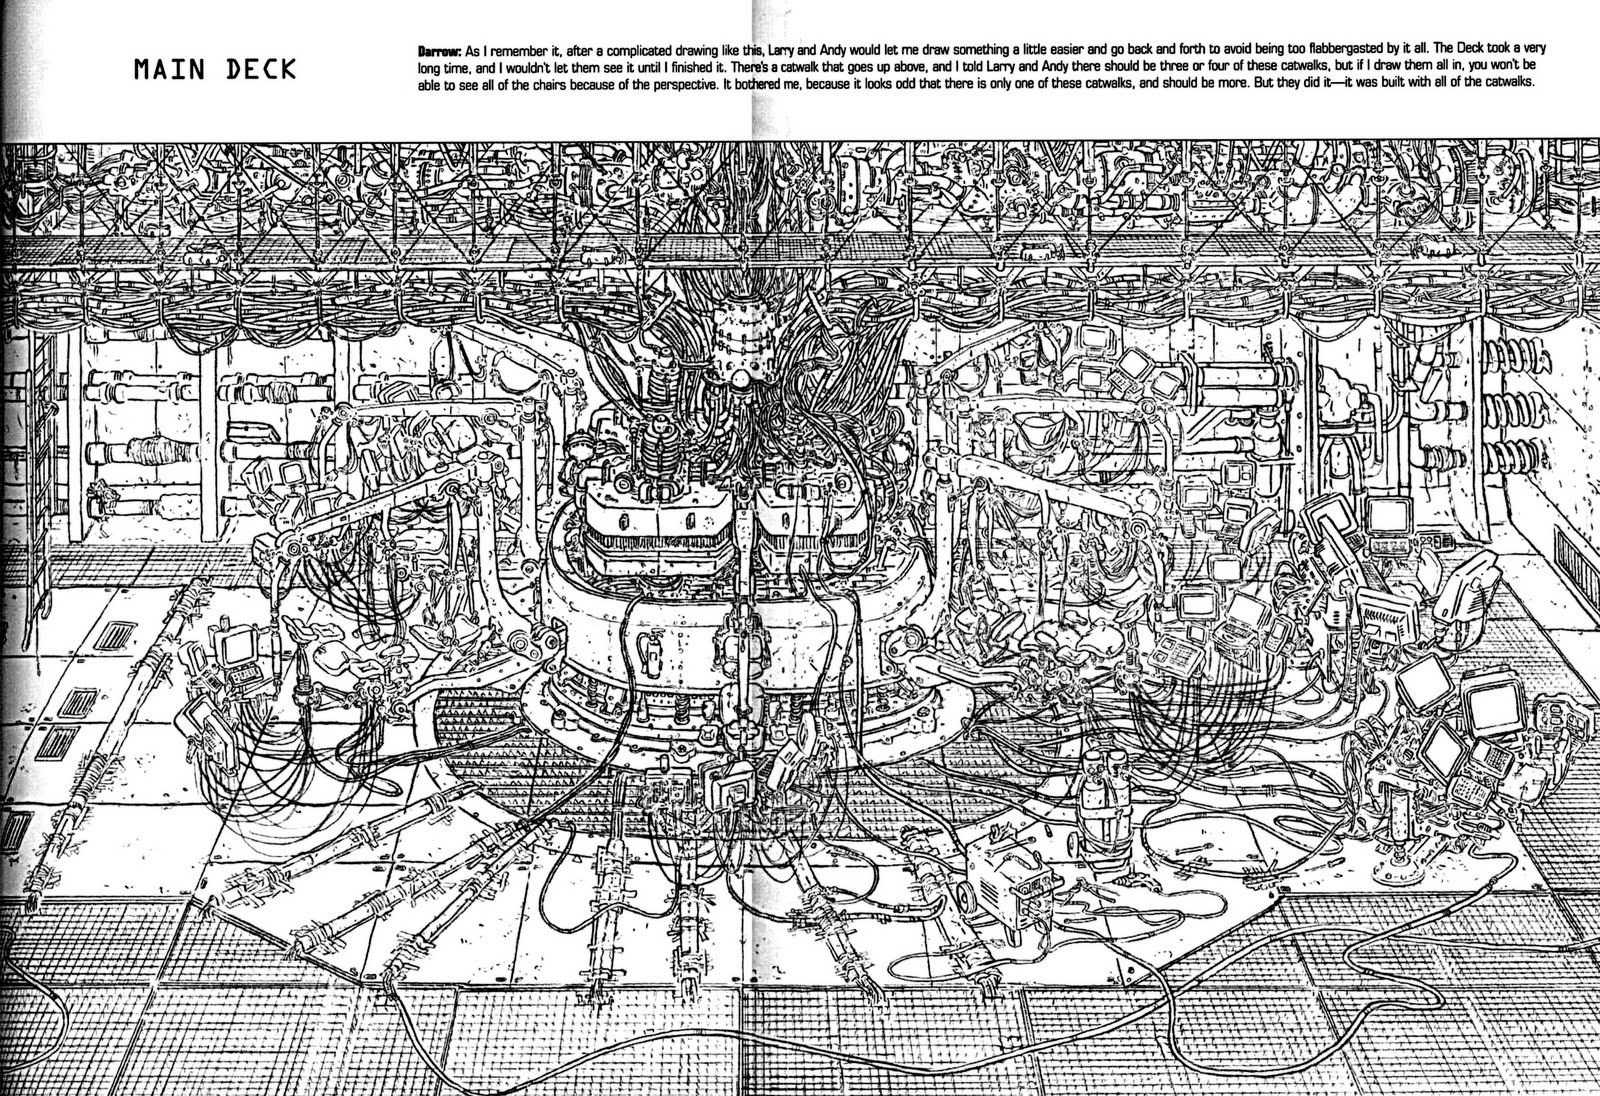 MAIN DECK
Darrow: As I remember it, after a complicated drawing like this, Larry and Andy would let me draw something a little easier and go back and forth to avoid being too flabbergasted by it all. The Deck took a very
long time, and I wouldn't let them see it until I finished it. There's a catwalk that goes up above, and I told Larry and Andy there should be three or four of these catwalks, but if I draw them all in, you won't be
able to see all of the chairs because of the perspective. It bothered me, because it looks odd that there is only one of these catwalks, and should be more. But they did it—it was built with all of the catwalks.